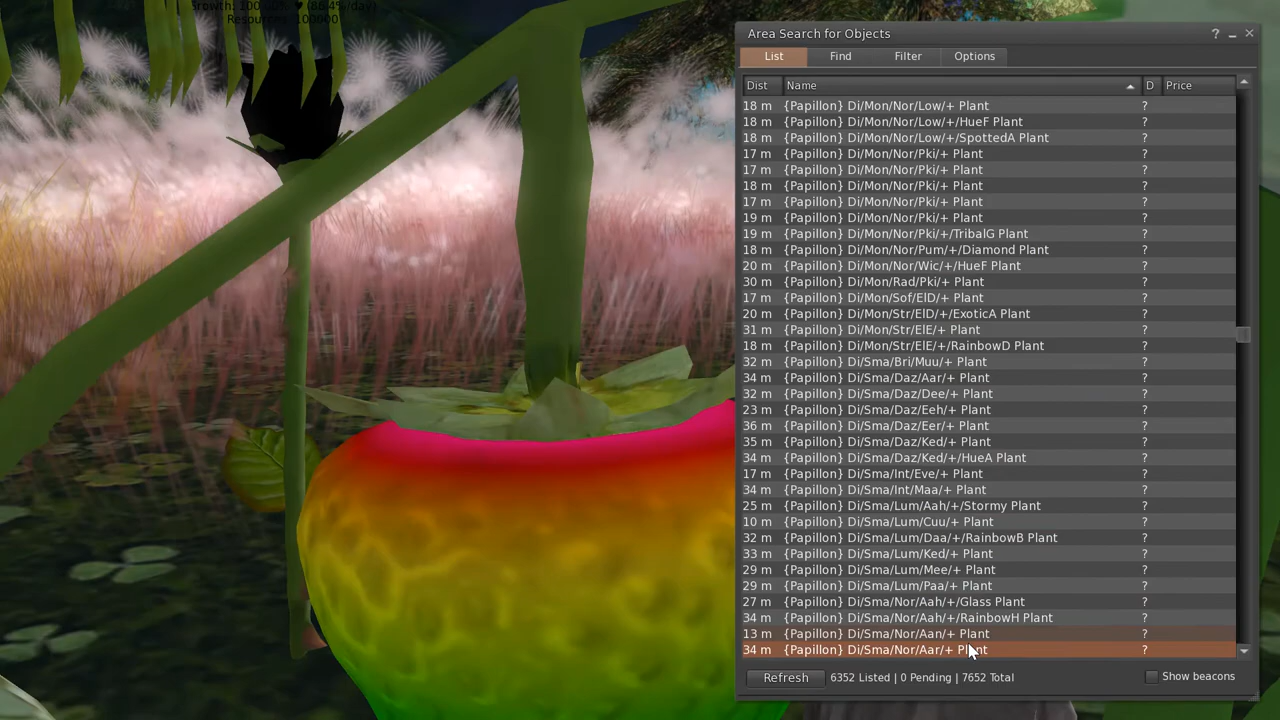 Growth: 100.00% ♥ (86.4%/day)
Resources: 100000
Area Search for Objects
? _ ×
List Find Filter Options
Dist Name D Price
18 m {Papillon} Di/Mon/Nor/Low/+ Plant ?
18 m {Papillon} Di/Mon/Nor/Low/+/HueF Plant ?
18 m {Papillon} Di/Mon/Nor/Low/+/SpottedA Plant ?
17 m {Papillon} Di/Mon/Nor/Pki/+ Plant ?
17 m {Papillon} Di/Mon/Nor/Pki/+ Plant ?
18 m {Papillon} Di/Mon/Nor/Pki/+ Plant ?
17 m {Papillon} Di/Mon/Nor/Pki/+ Plant ?
19 m {Papillon} Di/Mon/Nor/Pki/+ Plant ?
19 m {Papillon} Di/Mon/Nor/Pki/+/TribalG Plant ?
18 m {Papillon} Di/Mon/Nor/Pum/+/Diamond Plant ?
20 m {Papillon} Di/Mon/Nor/Wic/+/HueF Plant ?
30 m {Papillon} Di/Mon/Rad/Pki/+ Plant ?
17 m {Papillon} Di/Mon/Sof/ElD/+ Plant ?
20 m {Papillon} Di/Mon/Str/ElD/+/ExoticA Plant ?
31 m {Papillon} Di/Mon/Str/ElE/+ Plant ?
18 m {Papillon} Di/Mon/Str/ElE/+/RainbowD Plant ?
32 m {Papillon} Di/Sma/Bri/Muu/+ Plant ?
34 m {Papillon} Di/Sma/Daz/Aar/+ Plant ?
32 m {Papillon} Di/Sma/Daz/Dee/+ Plant ?
23 m {Papillon} Di/Sma/Daz/Eeh/+ Plant ?
36 m {Papillon} Di/Sma/Daz/Eer/+ Plant ?
35 m {Papillon} Di/Sma/Daz/Ked/+ Plant ?
34 m {Papillon} Di/Sma/Daz/Ked/+/HueA Plant ?
17 m {Papillon} Di/Sma/Int/Eve/+ Plant ?
34 m {Papillon} Di/Sma/Int/Maa/+ Plant ?
25 m {Papillon} Di/Sma/Lum/Aah/+/Stormy Plant ?
10 m {Papillon} Di/Sma/Lum/Cuu/+ Plant ?
32 m {Papillon} Di/Sma/Lum/Daa/+/RainbowB Plant ?
33 m {Papillon} Di/Sma/Lum/Ked/+ Plant ?
29 m {Papillon} Di/Sma/Lum/Mee/+ Plant ?
29 m {Papillon} Di/Sma/Lum/Paa/+ Plant ?
27 m {Papillon} Di/Sma/Nor/Aah/+/Glass Plant ?
34 m {Papillon} Di/Sma/Nor/Aah/+/RainbowH Plant ?
13 m {Papillon} Di/Sma/Nor/Aan/+ Plant ?
34 m {Papillon} Di/Sma/Nor/Aar/+ Plant ?
Refresh 6352 Listed | 0 Pending | 7652 Total Show beacons